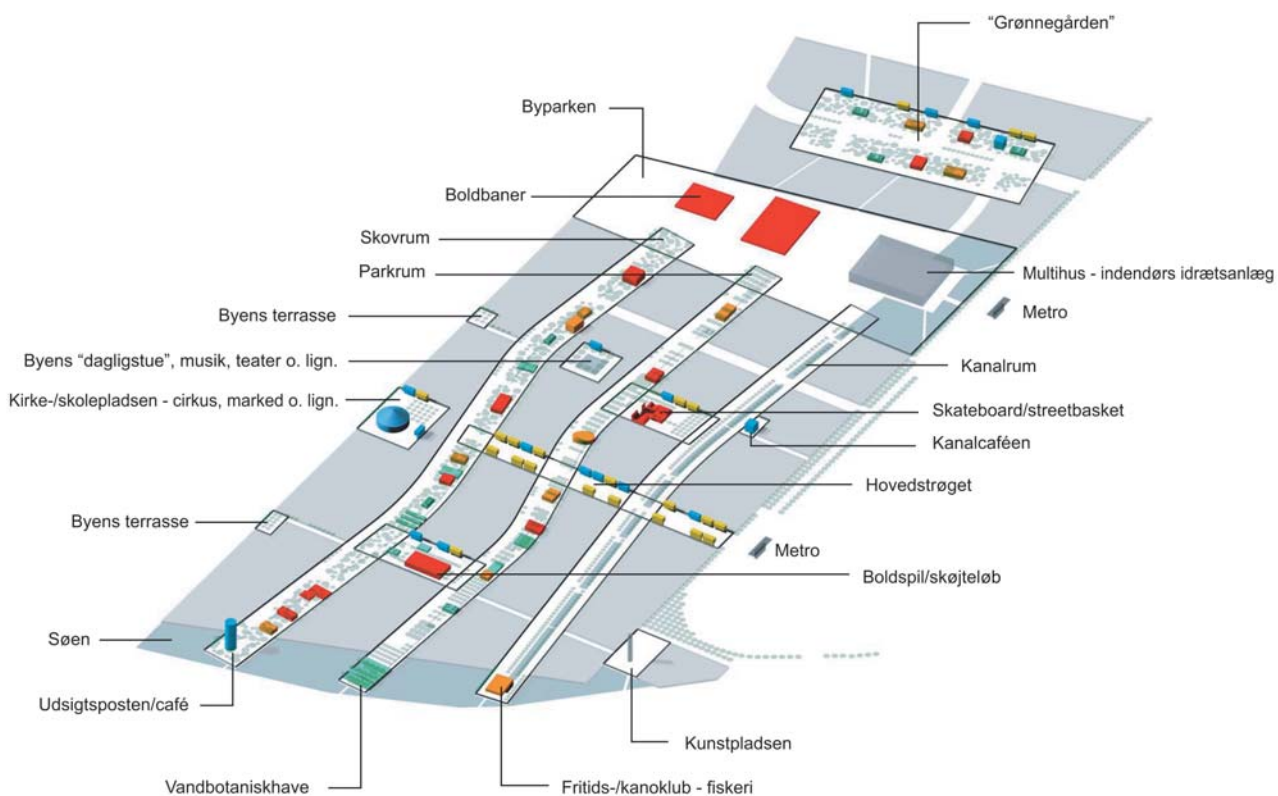 “Grønnegården”
Byparken
Boldbaner
Skovrum
Parkrum
Multihus - indendørs idrætsanlæg
Metro
Byens terrasse
Byens “dagligstue”, musik, teater o. lign.
Kanalrum
Kirke-/skolepladsen - cirkus, marked o. lign.
Skateboard/streetbasket
Kanalcaféen
Hovedstrøget
Byens terrasse
Metro
Boldspil/skøjteløb
Søen
Udsigtsposten/café
Kunstpladsen
Vandbotaniskhave
Fritids-/kanoklub - fiskeri